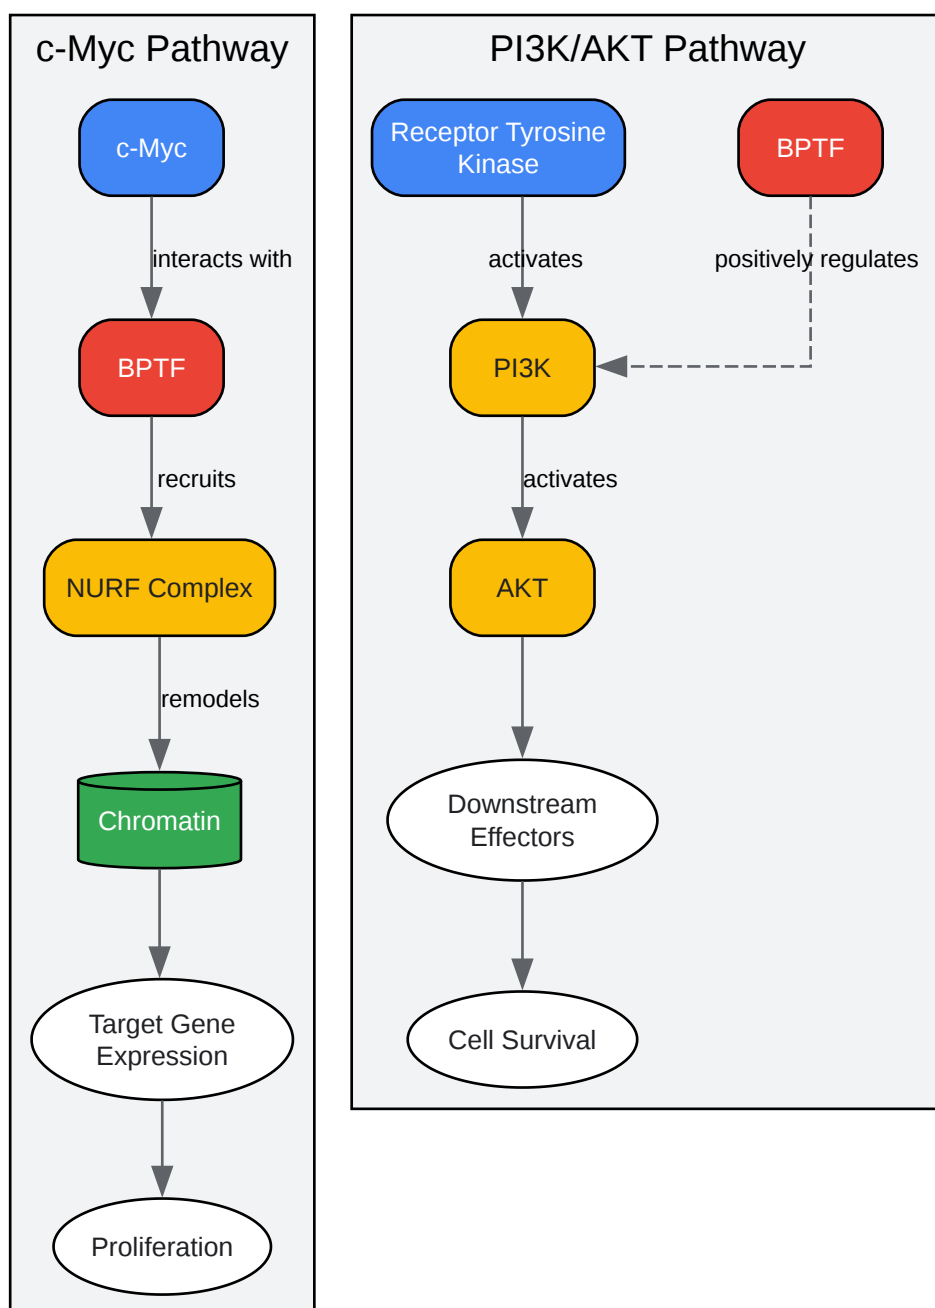 c-Myc Pathway
c-Myc
interacts with
BPTF
recruits
NURF Complex
remodels
Chromatin
Target Gene
Expression
Proliferation
PI3K/AKT Pathway
Receptor Tyrosine
Kinase
BPTF
activates
positively regulates
PI3K
activates
AKT
Downstream
Effectors
Cell Survival